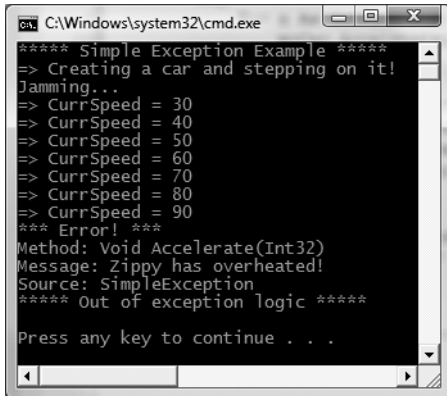 C:\Windows\system32\cmd.exe
***** Simple Exception Example *****
=> Creating a car and stepping on it!
Jamming...
=> CurrSpeed = 30
=> CurrSpeed = 40
=> CurrSpeed = 50
=> CurrSpeed = 60
=> CurrSpeed = 70
=> CurrSpeed = 80
=> CurrSpeed = 90
*** Error! ***
Method: Void Accelerate(Int32)
Message: Zippy has overheated!
Source: SimpleException
***** Out of exception logic *****
Press any key to continue . . .